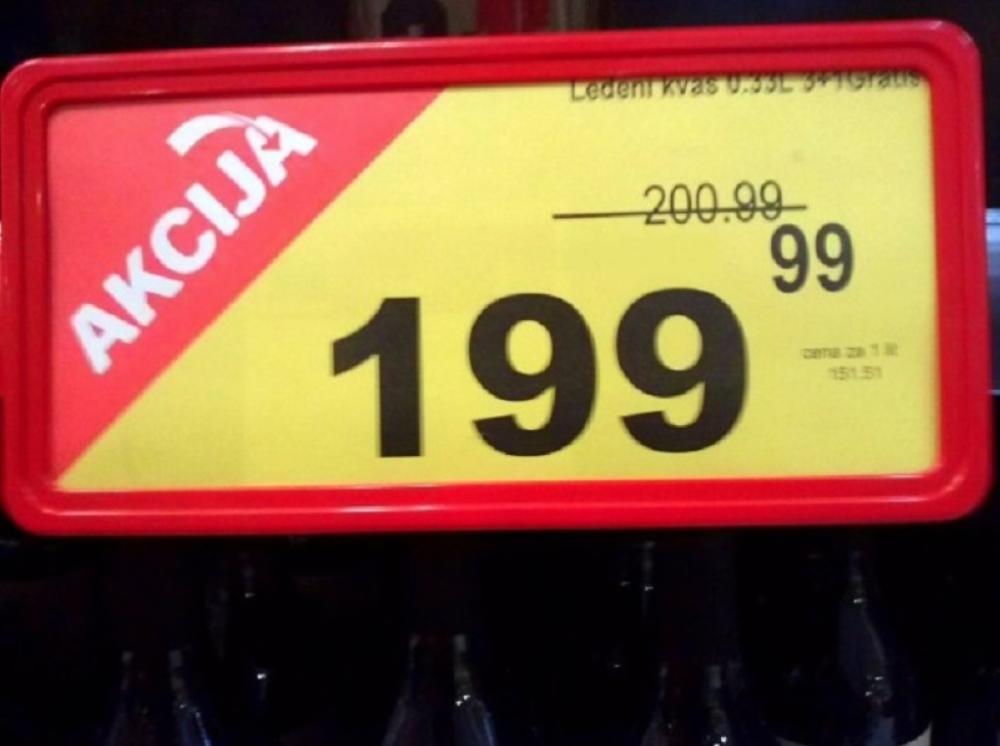 AKCIJA
Ledeni kvas 0.33L 3+1Gratis
200.99
199 99
cena za 1 lit
151.51